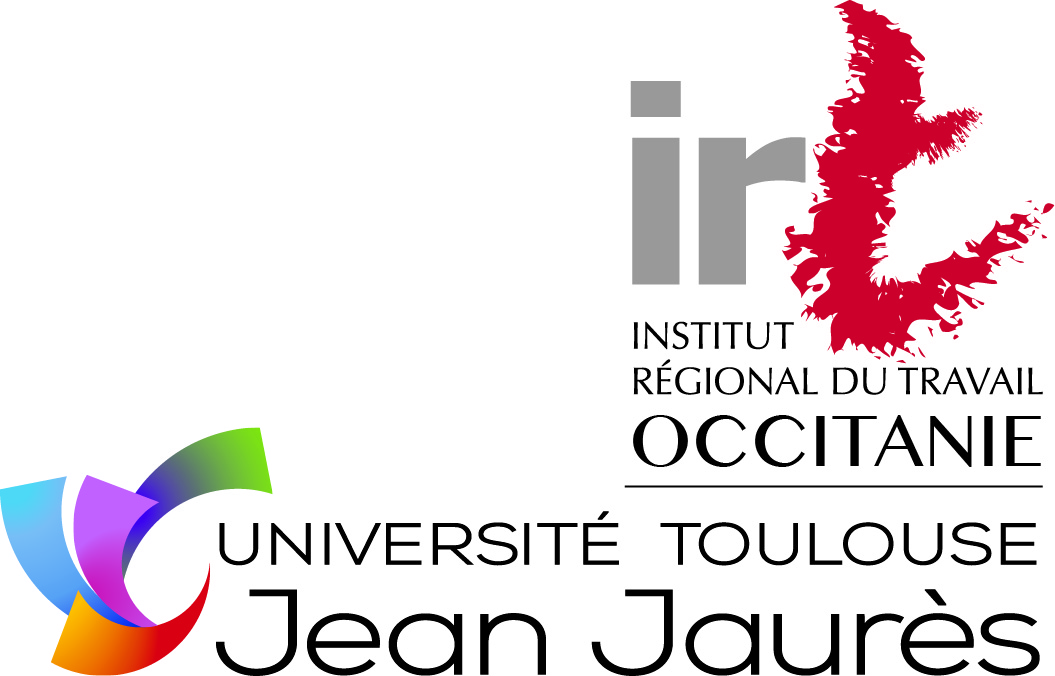 irt
INSTITUT
RÉGIONAL DU TRAVAIL
OCCITANIE
UNIVERSITÉ TOULOUSE
Jean Jaurès